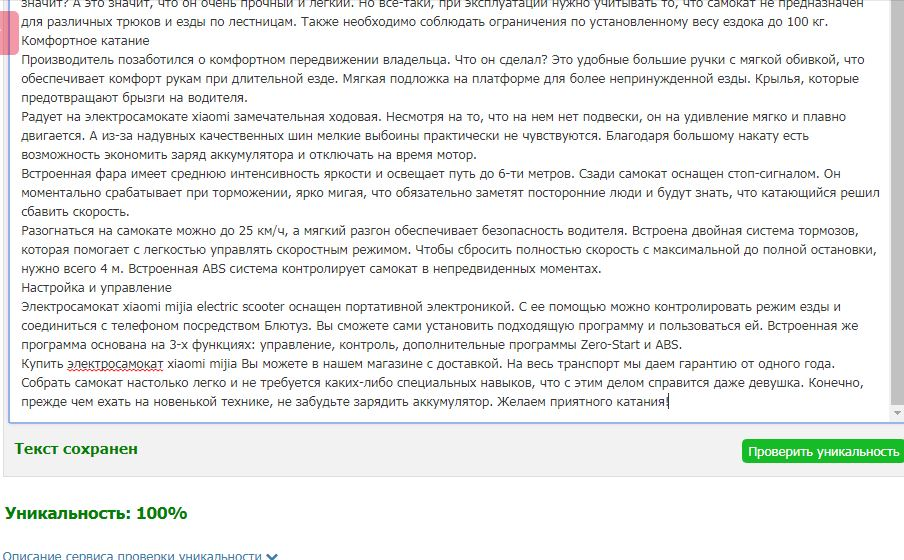 значит? А это значит, что он очень прочный и легкий. Но все-таки, при эксплуатации нужно учитывать то, что самокат не предназначен
для различных трюков и езды по лестницам. Также необходимо соблюдать ограничения по установленному весу ездока до 100 кг.
Комфортное катание
Производитель позаботился о комфортном передвижении владельца. Что он сделал? Это удобные большие ручки с мягкой обивкой, что
обеспечивает комфорт рукам при длительной езде. Мягкая подложка на платформе для более непринужденной езды. Крылья, которые
предотвращают брызги на водителя.
Радует на электросамокате xiaomi замечательная ходовая. Несмотря на то, что на нем нет подвески, он на удивление мягко и плавно
двигается. А из-за надувных качественных шин мелкие выбоины практически не чувствуются. Благодаря большому накату есть
возможность экономить заряд аккумулятора и отключать на время мотор.
Встроенная фара имеет среднюю интенсивность яркости и освещает путь до 6-ти метров. Сзади самокат оснащен стоп-сигналом. Он
моментально срабатывает при торможении, ярко мигая, что обязательно заметят посторонние люди и будут знать, что катающийся решил
сбавить скорость.
Разогнаться на самокате можно до 25 км/ч, а мягкий разгон обеспечивает безопасность водителя. Встроена двойная система тормозов,
которая помогает с легкостью управлять скоростным режимом. Чтобы сбросить полностью скорость с максимальной до полной остановки,
нужно всего 4 м. Встроенная ABS система контролирует самокат в непредвиденных моментах.
Настройка и управление
Электросамокат xiaomi mijia electric scooter оснащен портативной электроникой. С ее помощью можно контролировать режим езды и
соединиться с телефоном посредством Блютуз. Вы сможете сами установить подходящую программу и пользоваться ей. Встроенная же
программа основана на 3-х функциях: управление, контроль, дополнительные программы Zero-Start и ABS.
Купить электросамокат xiaomi mijia Вы можете в нашем магазине с доставкой. На весь транспорт мы даем гарантию от одного года.
Собрать самокат настолько легко и не требуется каких-либо специальных навыков, что с этим делом справится даже девушка. Конечно,
прежде чем ехать на новенькой технике, не забудьте зарядить аккумулятор. Желаем приятного катания!
Текст сохранен
Проверить уникальность
Уникальность: 100%
Описание сервиса проверки уникальности